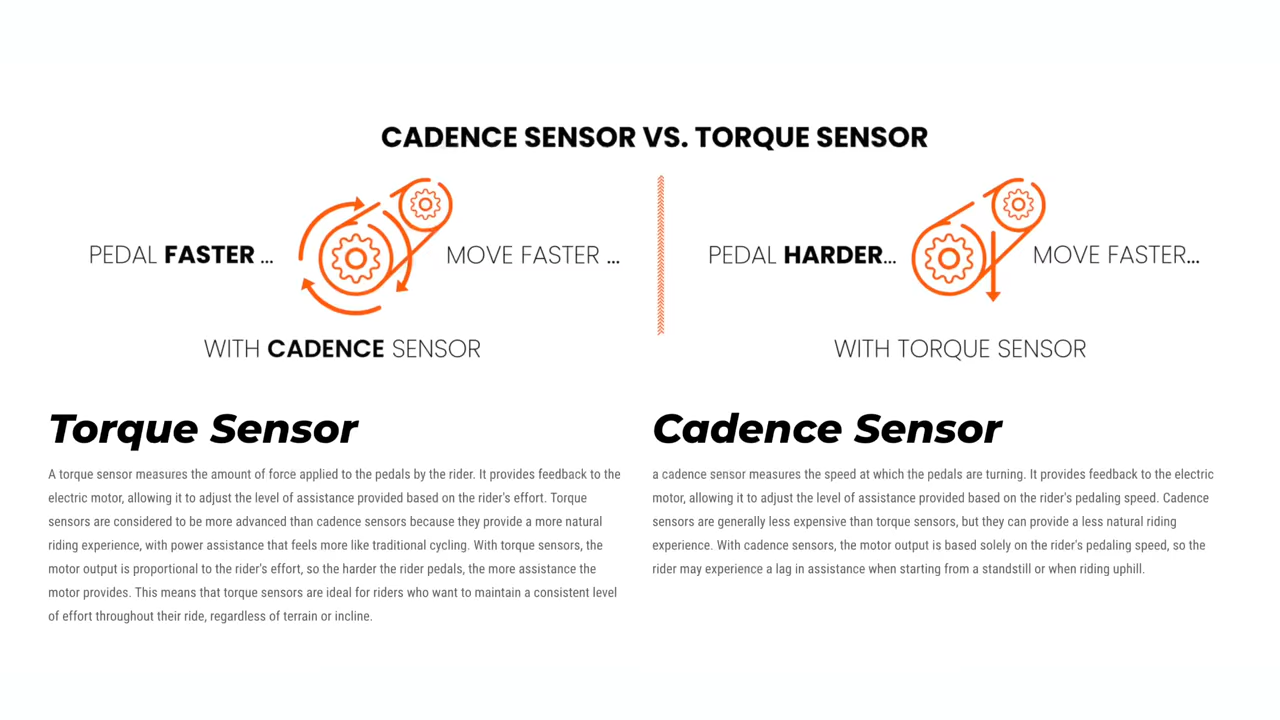 CADENCE SENSOR VS. TORQUE SENSOR
PEDAL FASTER ...
MOVE FASTER ...
WITH CADENCE SENSOR
PEDAL HARDER...
MOVE FASTER...
WITH TORQUE SENSOR
Torque Sensor
A torque sensor measures the amount of force applied to the pedals by the rider. It provides feedback to the
electric motor, allowing it to adjust the level of assistance provided based on the rider's effort. Torque
sensors are considered to be more advanced than cadence sensors because they provide a more natural
riding experience, with power assistance that feels more like traditional cycling. With torque sensors, the
motor output is proportional to the rider's effort, so the harder the rider pedals, the more assistance the
motor provides. This means that torque sensors are ideal for riders who want to maintain a consistent level
of effort throughout their ride, regardless of terrain or incline.
Cadence Sensor
a cadence sensor measures the speed at which the pedals are turning. It provides feedback to the electric
motor, allowing it to adjust the level of assistance provided based on the rider's pedaling speed. Cadence
sensors are generally less expensive than torque sensors, but they can provide a less natural riding
experience. With cadence sensors, the motor output is based solely on the rider's pedaling speed, so the
rider may experience a lag in assistance when starting from a standstill or when riding uphill.